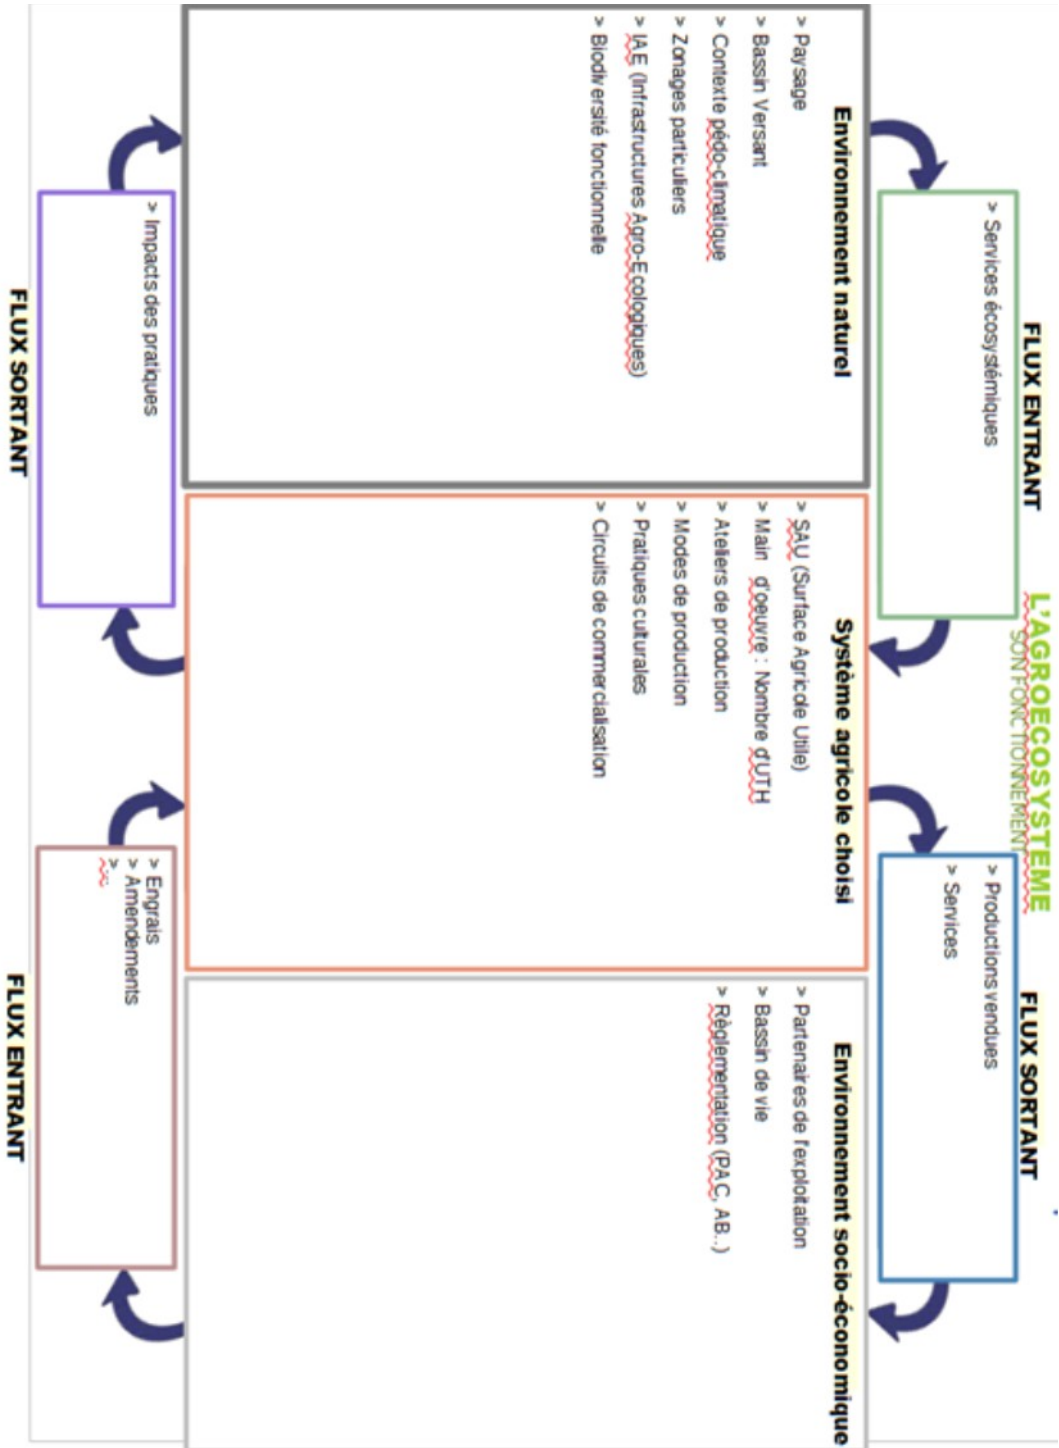 L'AGROECOSYSTEME
SON FONCTIONNEMENT
FLUX ENTRANT
> Services écosystémiques
FLUX SORTANT
> Productions vendues
> Services
Environnement naturel
> Paysage
> Bassin Versant
> Contexte pédo-climatique
> Zonages particuliers
> IAE (Infrastructures Agro-Ecologiques)
> Biodiversité fonctionnelle
Système agricole choisi
> SAU (Surface Agricole Utile)
> Main d'oeuvre : Nombre d'UTH
> Ateliers de production
> Modes de production
> Pratiques culturales
> Circuits de commercialisation
Environnement socio-économique
> Partenaires de l'exploitation
> Bassin de vie
> Règlementation (PAC, AB..)
> Impacts des pratiques
FLUX SORTANT
> Engrais
> Amendements
>
FLUX ENTRANT